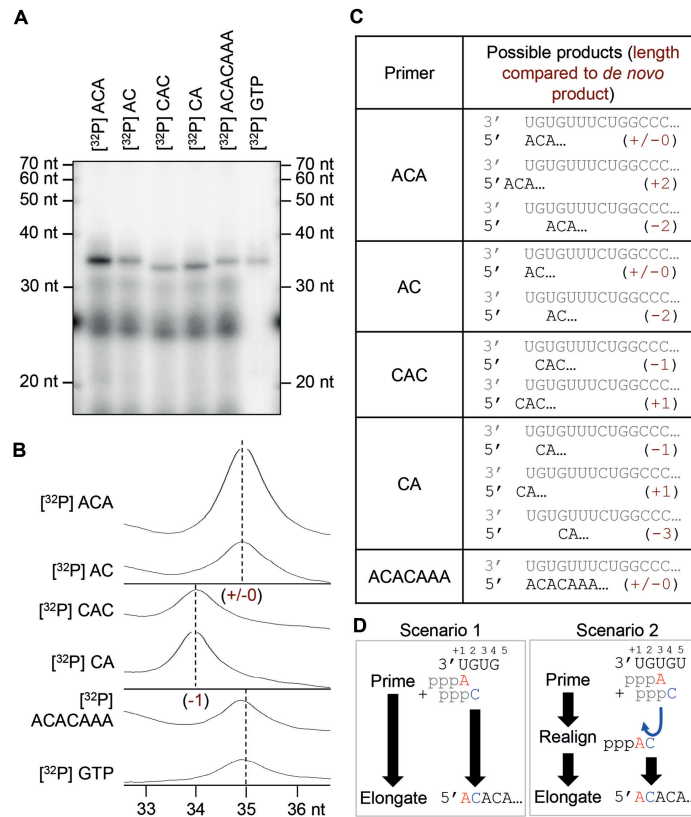 A
[³²P] ACA
[³²P] AC
[³²P] CAC
[³²P] CA
[³²P] ACACAAA
[³²P] GTP
70 nt
60 nt
50 nt
40 nt
30 nt
20 nt
70 nt
60 nt
50 nt
40 nt
30 nt
20 nt
B
[³²P] ACA
[³²P] AC
(+/-0)
[³²P] CAC
[³²P] CA
(-1)
[³²P]
ACACAAA
[³²P] GTP
33 34 35 36 nt
C
Primer
Possible products (length
compared to de novo
product)
ACA
3′ UGUGUUUCUGGCCC…
5′ ACA… (+/-0)
3′ UGUGUUUCUGGCCC…
5′ACA… (+2)
3′ UGUGUUUCUGGCCC…
5′ ACA… (-2)
AC
3′ UGUGUUUCUGGCCC…
5′ AC… (+/-0)
3′ UGUGUUUCUGGCCC…
5′ AC… (-2)
CAC
3′ UGUGUUUCUGGCCC…
5′ CAC… (-1)
3′ UGUGUUUCUGGCCC…
5′ CAC… (+1)
CA
3′ UGUGUUUCUGGCCC…
5′ CA… (-1)
3′ UGUGUUUCUGGCCC…
5′ CA… (+1)
3′ UGUGUUUCUGGCCC…
5′ CA… (-3)
ACACAAA
3′ UGUGUUUCUGGCCC…
5′ ACACAAA… (+/-0)
D
Scenario 1
+1 2 3 4 5
3′UGUG
Prime
pppA
+ pppC
Elongate
5′ACACA…
Scenario 2
+1 2 3 4 5
3′UGUGU
Prime
pppA
+ pppC
Realign
pppAC
Elongate
5′ACACA…